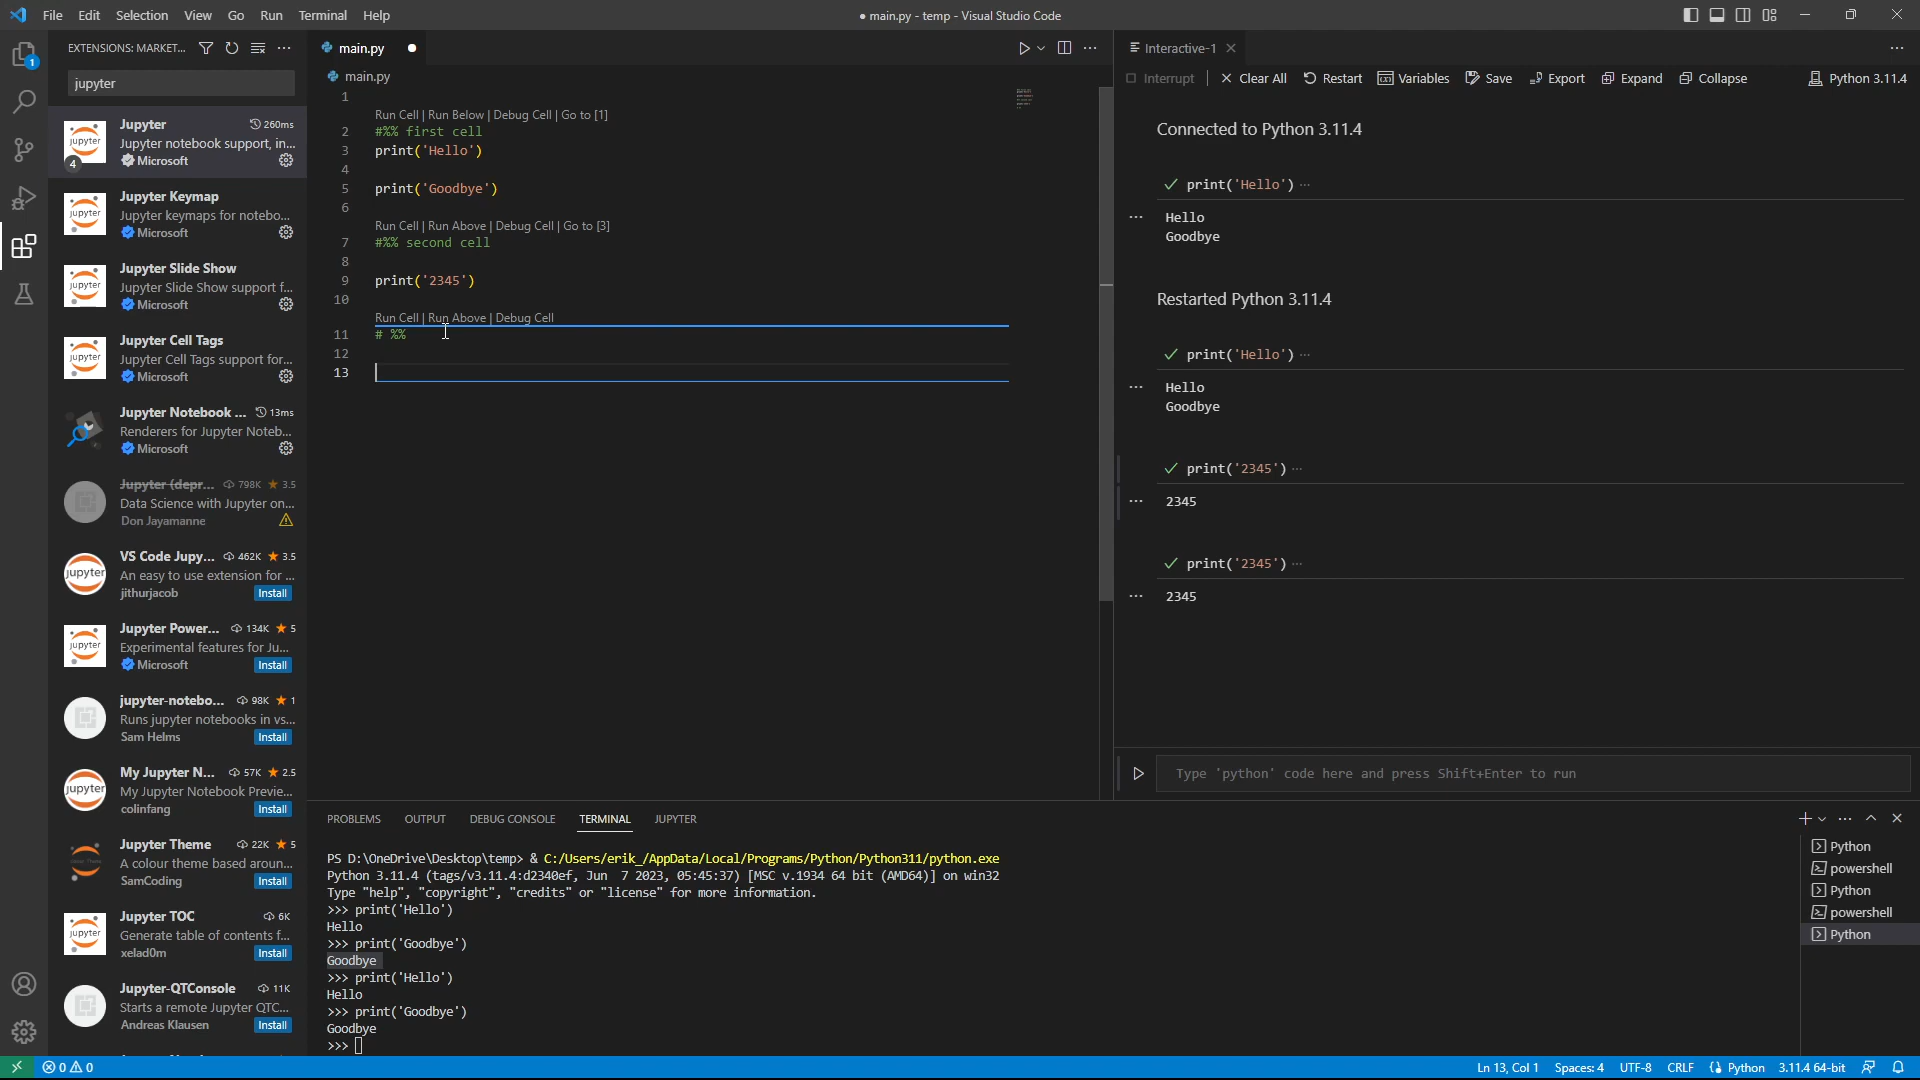 File Edit Selection View Go Run Terminal Help
● main.py - temp - Visual Studio Code
1
EXTENSIONS: MARKET...
jupyter
Jupyter 260ms
Jupyter notebook support, in...
Microsoft
4
Jupyter Keymap
Jupyter keymaps for notebo...
Microsoft
Jupyter Slide Show
Jupyter Slide Show support f...
Microsoft
Jupyter Cell Tags
Jupyter Cell Tags support for...
Microsoft
Jupyter Notebook ... 13ms
Renderers for Jupyter Noteb...
Microsoft
Jupyter (depr... 798K ★ 3.5
Data Science with Jupyter on...
Don Jayamanne
VS Code Jupy... 462K ★ 3.5
An easy to use extension for ...
jithurjacob Install
Jupyter Power... 134K ★ 5
Experimental features for Ju...
Microsoft Install
jupyter-notebo... 98K ★ 1
Runs jupyter notebooks in vs...
Sam Helms Install
My Jupyter N... 57K ★ 2.5
My Jupyter Notebook Previe...
colinfang Install
Jupyter Theme 22K ★ 5
A colour theme based aroun...
SamCoding Install
Jupyter TOC 6K
Generate table of contents f...
xelad0m Install
Jupyter-QTConsole 11K
Starts a remote Jupyter QTC...
Andreas Klausen Install
main.py
main.py
1
Run Cell | Run Below | Debug Cell | Go to [1]
2 #%% first cell
3 print('Hello')
4
5 print('Goodbye')
6
Run Cell | Run Above | Debug Cell | Go to [3]
7 #%% second cell
8
9 print('2345')
10
Run Cell | Run Above | Debug Cell
11 # %%
12
13
Interactive-1
Interrupt Clear All Restart Variables Save Export Expand Collapse Python 3.11.4
Connected to Python 3.11.4
print('Hello') ...
Hello
Goodbye
Restarted Python 3.11.4
print('Hello') ...
Hello
Goodbye
print('2345') ...
2345
print('2345') ...
2345
Type 'python' code here and press Shift+Enter to run
PROBLEMS OUTPUT DEBUG CONSOLE TERMINAL JUPYTER
PS D:\OneDrive\Desktop\temp> & C:/Users/erik_/AppData/Local/Programs/Python/Python311/python.exe
Python 3.11.4 (tags/v3.11.4:d2340ef, Jun  7 2023, 05:45:37) [MSC v.1934 64 bit (AMD64)] on win32
Type "help", "copyright", "credits" or "license" for more information.
>>> print('Hello')
Hello
>>> print('Goodbye')
Goodbye
>>> print('Hello')
Hello
>>> print('Goodbye')
Goodbye
>>>
Python
powershell
Python
powershell
Python
0 0
Ln 13, Col 1 Spaces: 4 UTF-8 CRLF Python 3.11.4 64-bit